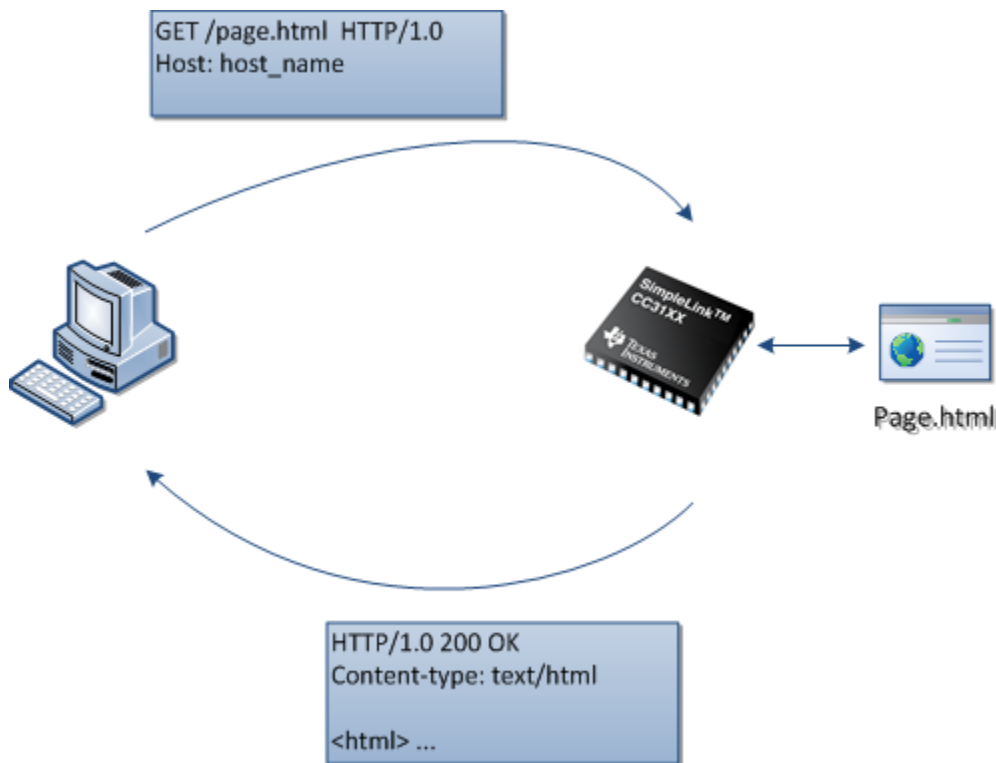 GET /page.html  HTTP/1.0
Host: host_name
SimpleLink™
CC31XX
TEXAS
INSTRUMENTS
Page.html
HTTP/1.0 200 OK
Content-type: text/html
<html> ...